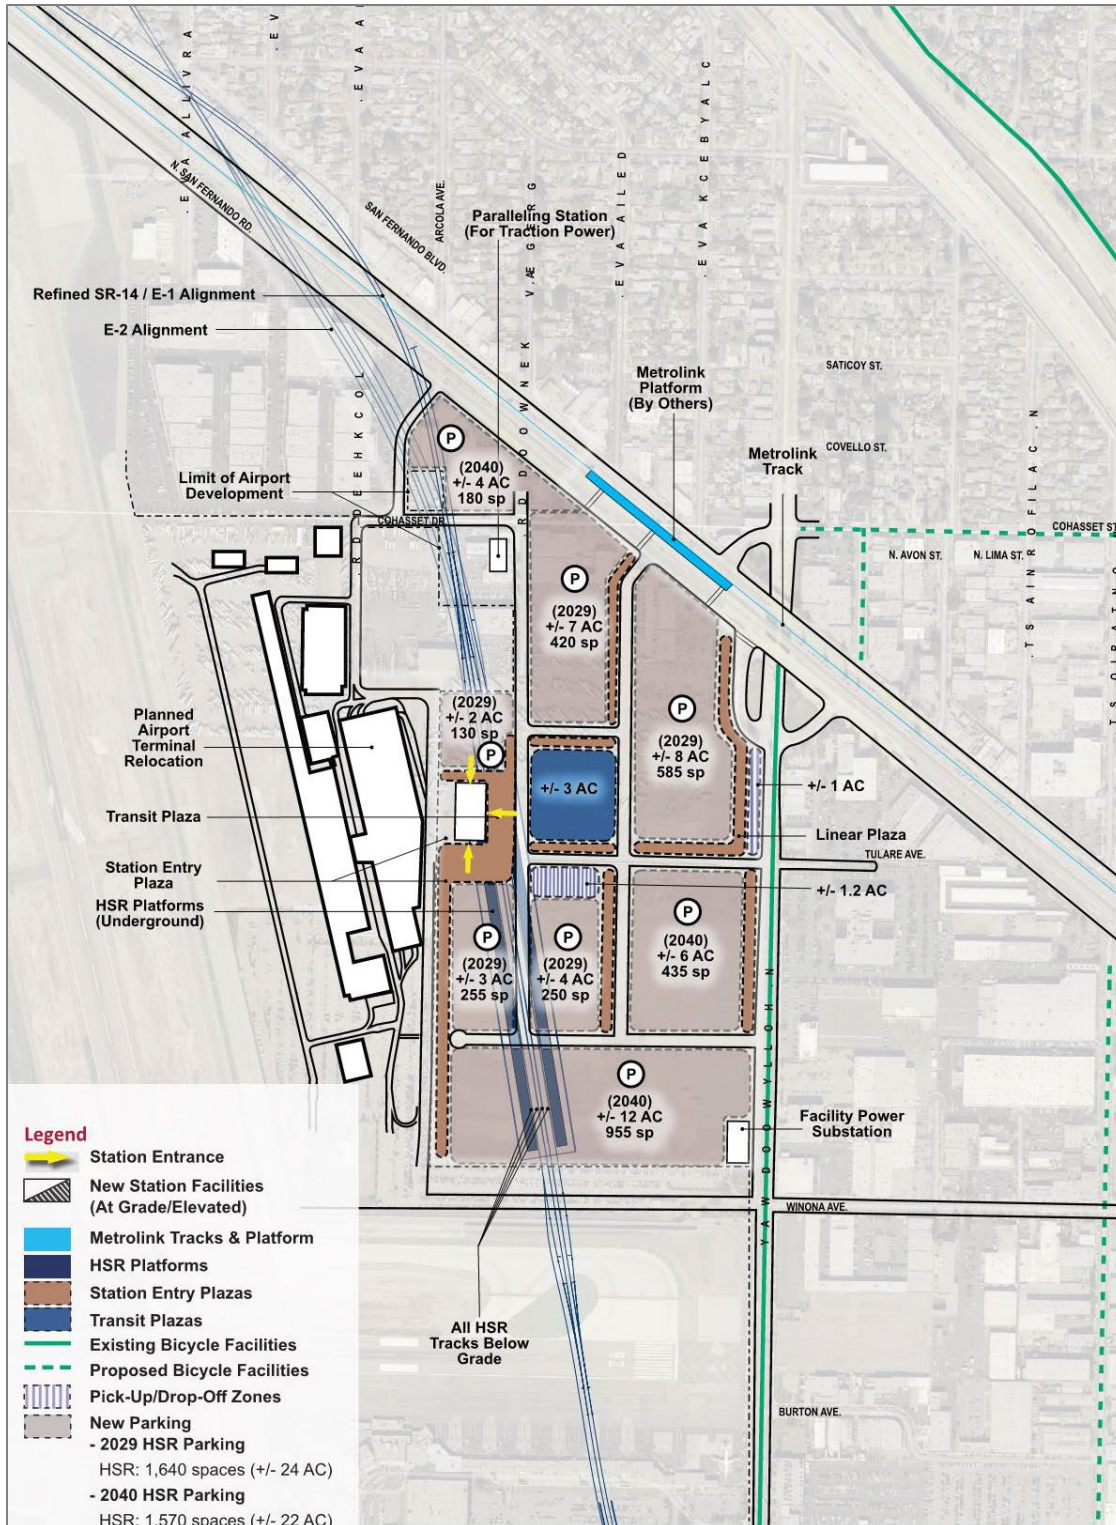 N. SAN FERNANDO RD.
SAN FERNANDO BLVD.
ARCOLA AVE.
Paralleling Station
(For Traction Power)
Refined SR-14 / E-1 Alignment
E-2 Alignment
SATICOY ST.
Metrolink
Platform
(By Others)
COVELLO ST.
Metrolink
Track
P
(2040)
+/- 4 AC
180 sp
Limit of Airport
Development
COHASSET DR.
COHASSET ST.
N. AVON ST.
N. LIMA ST.
P
(2029)
+/- 7 AC
420 sp
(2029)
+/- 2 AC
130 sp
P
P
(2029)
+/- 8 AC
585 sp
Planned
Airport
Terminal
Relocation
+/- 3 AC
+/- 1 AC
Transit Plaza
Linear Plaza
TULARE AVE.
Station Entry
Plaza
+/- 1.2 AC
HSR Platforms
(Underground)
P
(2029)
+/- 3 AC
255 sp
P
(2029)
+/- 4 AC
250 sp
P
(2040)
+/- 6 AC
435 sp
P
(2040)
+/- 12 AC
955 sp
Facility Power
Substation
N. HOLLYWOOD WAY
WINONA AVE.
All HSR
Tracks Below
Grade
BURTON AVE.
Legend
Station Entrance
New Station Facilities
(At Grade/Elevated)
Metrolink Tracks & Platform
HSR Platforms
Station Entry Plazas
Transit Plazas
Existing Bicycle Facilities
Proposed Bicycle Facilities
Pick-Up/Drop-Off Zones
New Parking
- 2029 HSR Parking
HSR: 1,640 spaces (+/- 24 AC)
- 2040 HSR Parking
HSR: 1,570 spaces (+/- 22 AC)